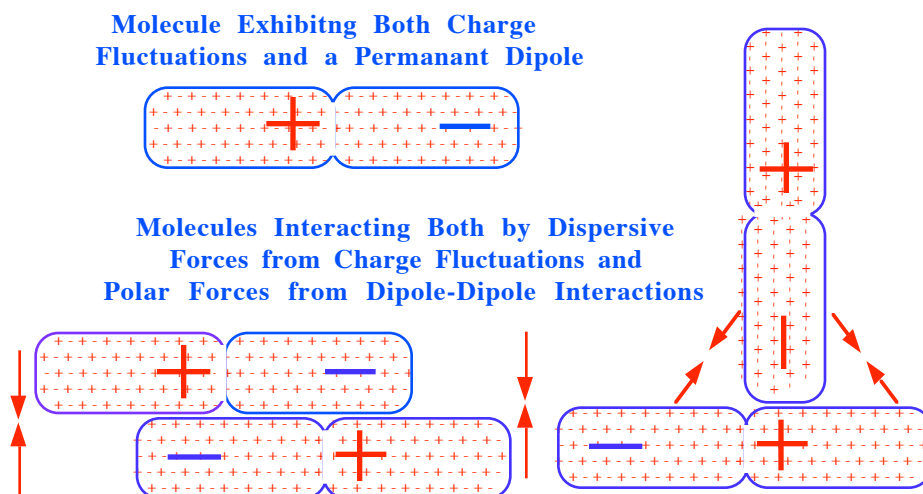 Molecule Exhibitng Both Charge
Fluctuations and a Permanant Dipole
Molecules Interacting Both by Dispersive
Forces from Charge Fluctuations and
Polar Forces from Dipole-Dipole Interactions